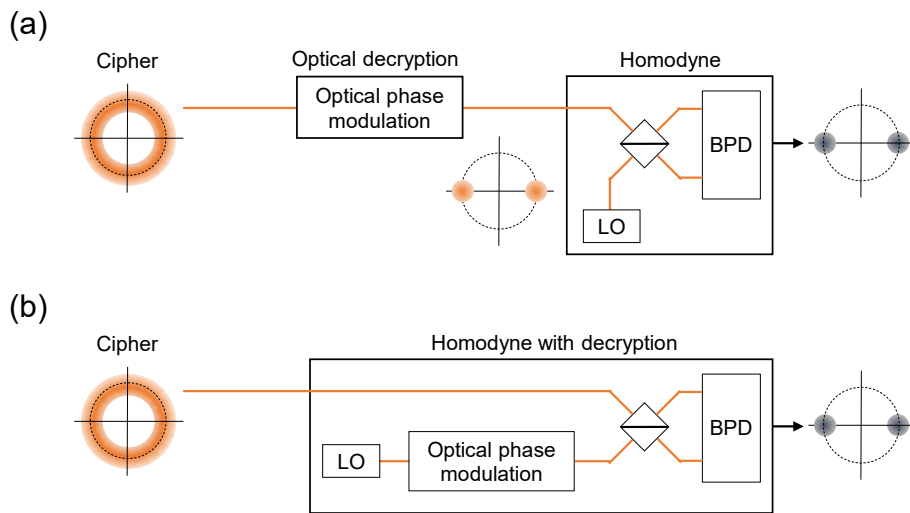 (a)
Cipher
Optical decryption
Homodyne
Optical phase
modulation
BPD
LO
(b)
Cipher
Homodyne with decryption
BPD
LO
Optical phase
modulation